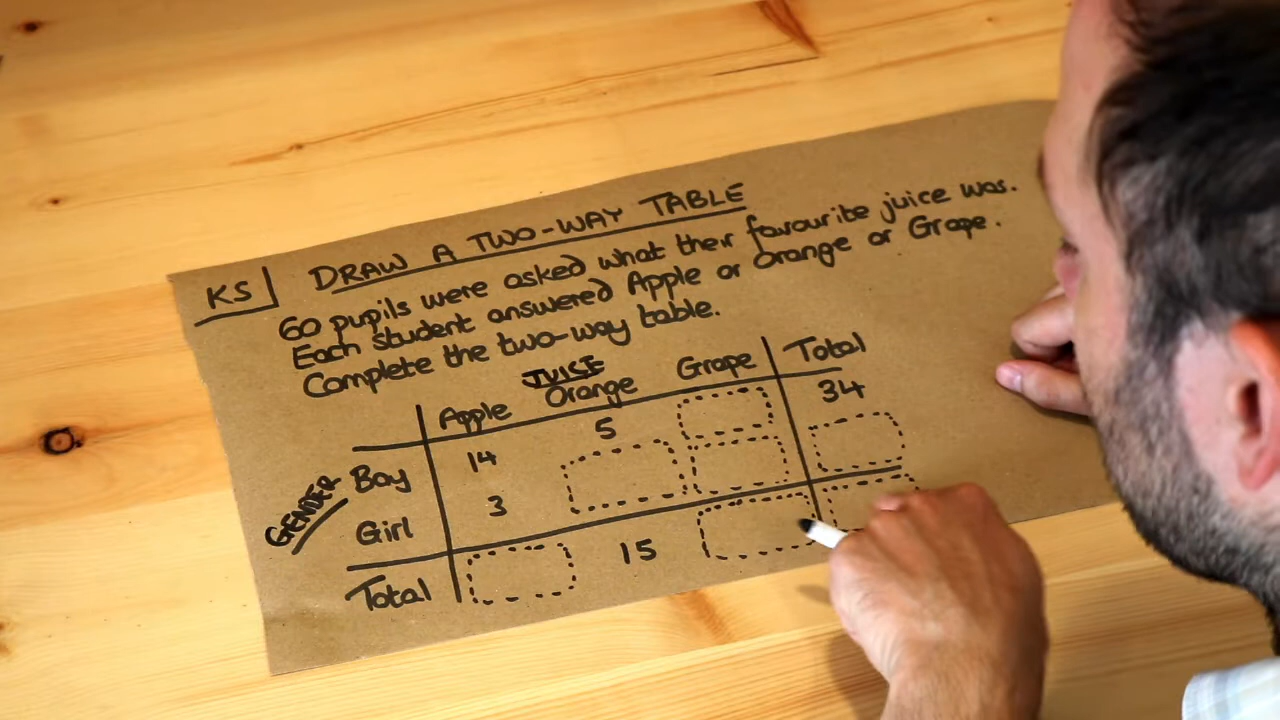 KS
DRAW A TWO-WAY TABLE
60 pupils were asked what their favourite juice was.
Each student answered Apple or Orange or Grape.
Complete the two-way table.
JUICE
Apple Orange Grape Total
GENDER
Boy 14 5 34
Girl 3
Total 15